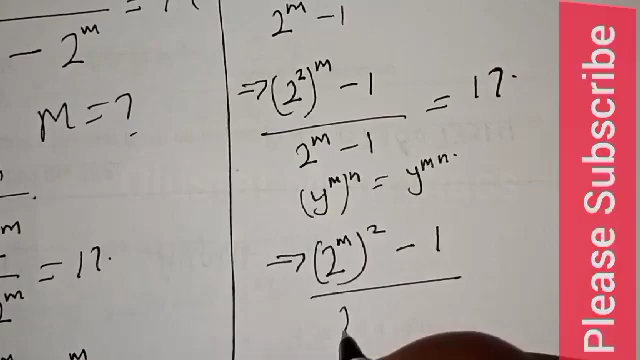 - 2^m
m = ?
= 17.
2^m
m
2^m - 1
=> (2^2)^m - 1
= 17.
2^m - 1
(y^m)^n = y^mn.
=> (2^m)^2 - 1
Please Subscribe